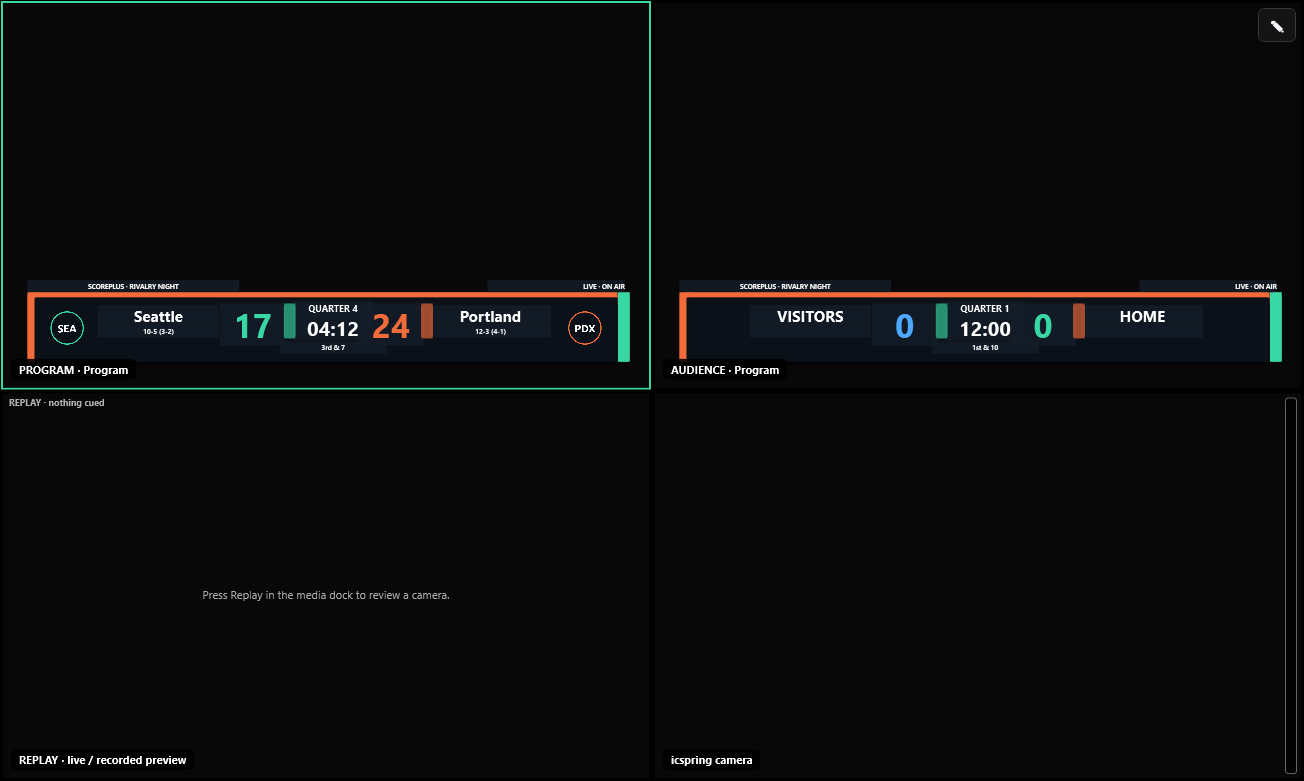 SCOREPLUS · RIVALRY NIGHT
LIVE · ON AIR
SEA
Seattle
10-5 (3-2)
17
QUARTER 4
04:12
3rd & 7
24
Portland
12-3 (4-1)
PDX
PROGRAM · Program
SCOREPLUS · RIVALRY NIGHT
LIVE · ON AIR
VISITORS
0
QUARTER 1
12:00
1st & 10
0
HOME
AUDIENCE · Program
REPLAY · nothing cued
Press Replay in the media dock to review a camera.
REPLAY · live / recorded preview
icspring camera